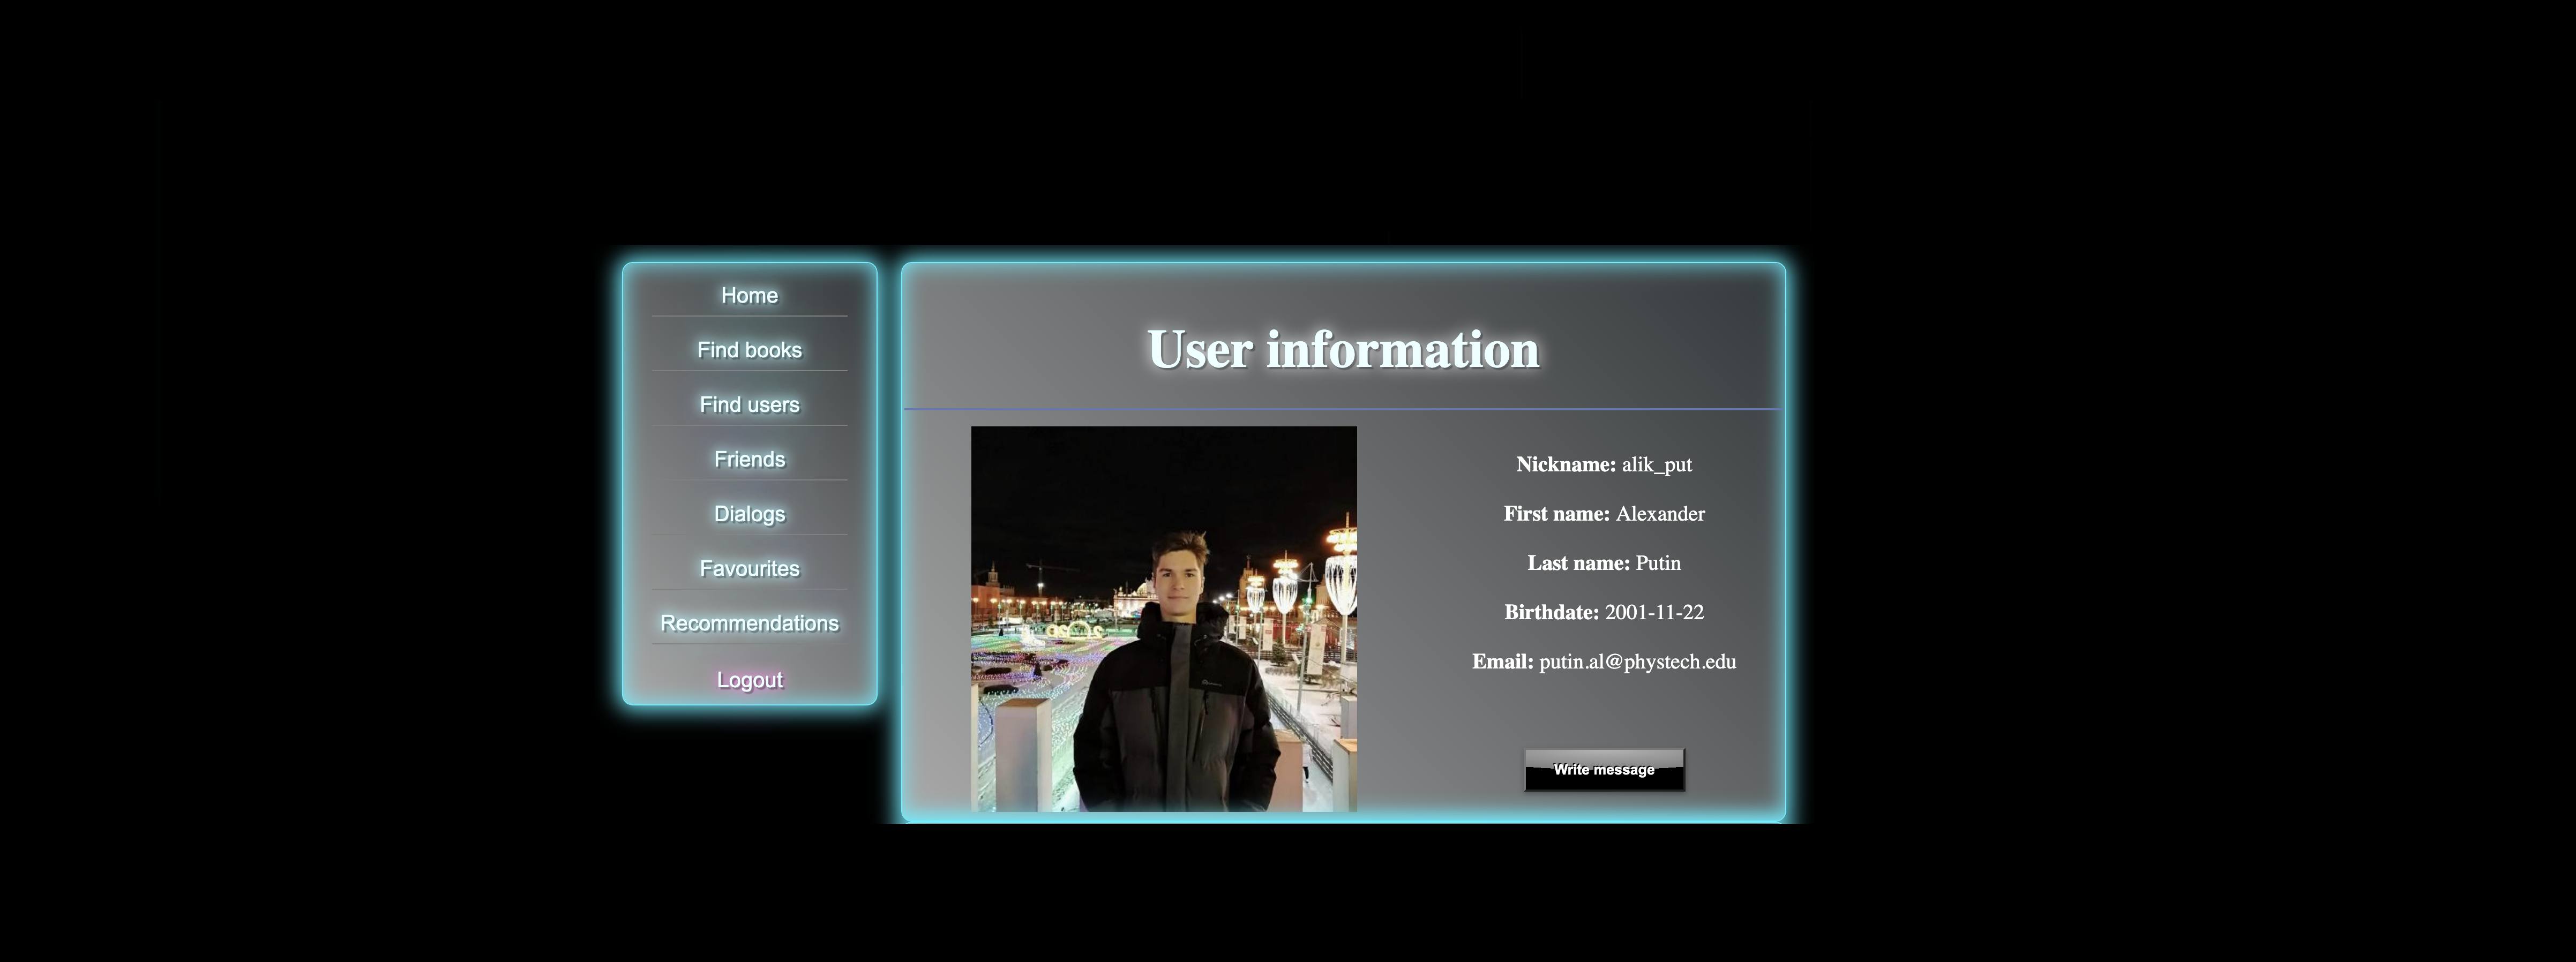 Home
Find books
Find users
Friends
Dialogs
Favourites
Recommendations
Logout
User information
Nickname: alik_put
First name: Alexander
Last name: Putin
Birthdate: 2001-11-22
Email: putin.al@phystech.edu
Write message